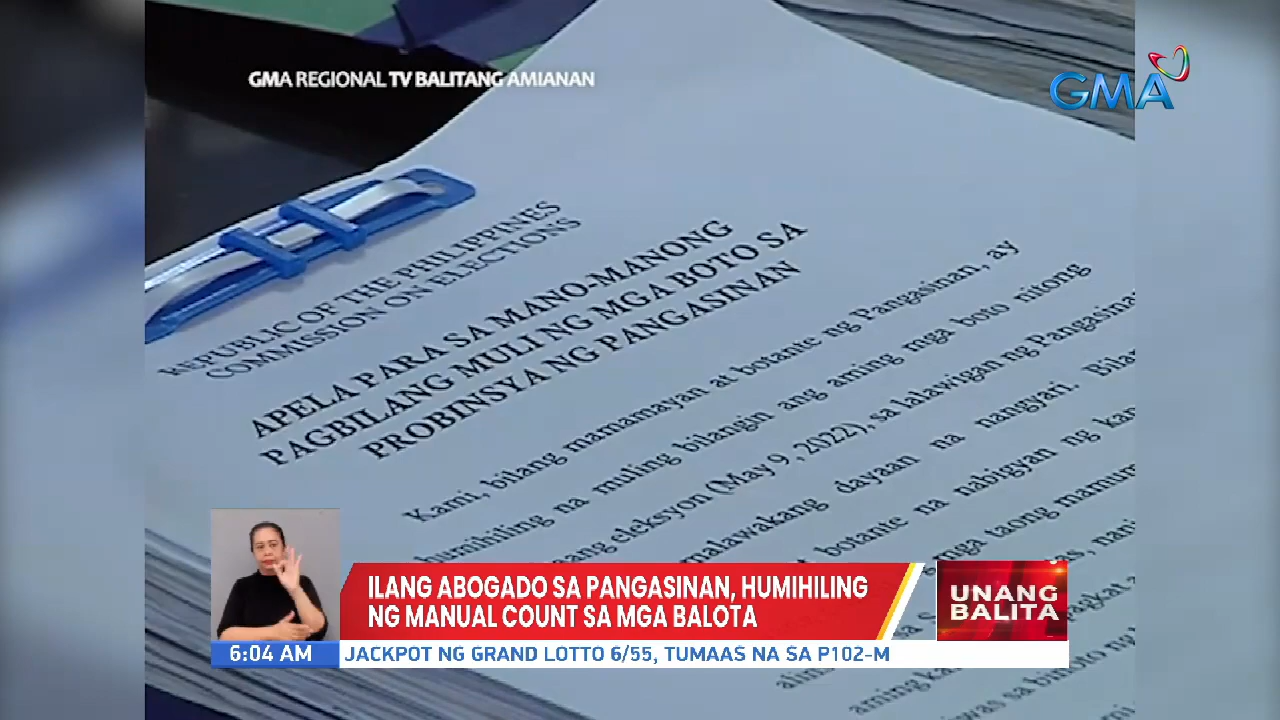 GMA REGIONAL TV BALITANG AMIANAN
GMA
REPUBLIC OF THE PHILIPPINES
COMMISSION ON ELECTIONS
APELA PARA SA MANO-MANONG
PAGBILANG MULI NG MGA BOTO SA
PROBINSYA NG PANGASINAN
Kami, bilang mamamayan at botante ng Pangasinan, ay
humihiling na muling bilangin ang aming mga boto nitong
eleksyon (May 9, 2022), sa lalawigan ng
malawakang dayaan na nangyari.
botante na nabigyan ng
mga taong
ILANG ABOGADO SA PANGASINAN, HUMIHILING
NG MANUAL COUNT SA MGA BALOTA
UNANG
BALITA
6:04 AM
JACKPOT NG GRAND LOTTO 6/55, TUMAAS NA SA P102-M